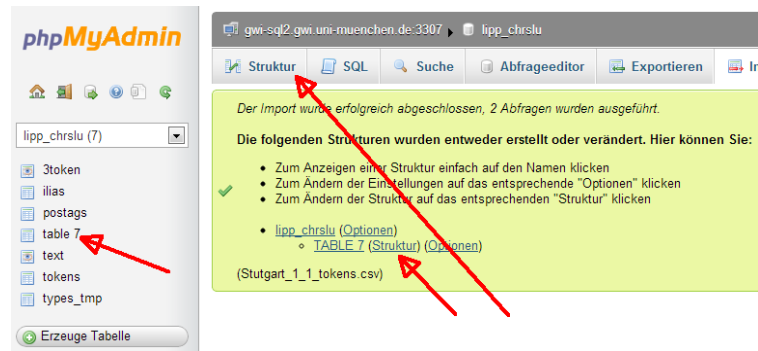 phpMyAdmin
lipp_chrslu (7)
3token
ilias
postags
table 7
text
tokens
types_tmp
Erzeuge Tabelle
gwi-sql2.gwi.uni-muenchen.de:3307 lipp_chrslu
Struktur SQL Suche Abfrageeditor Exportieren
Der Import wurde erfolgreich abgeschlossen, 2 Abfragen wurden ausgeführt.
Die folgenden Strukturen wurden entweder erstellt oder verändert. Hier können Sie:
Zum Anzeigen einer Struktur einfach auf den Namen klicken
Zum Ändern der Einstellungen auf das entsprechende "Optionen" klicken
Zum Ändern der Struktur auf das entsprechenden "Struktur" klicken
lipp_chrslu (Optionen)
TABLE 7 (Struktur) (Optionen)
(Stutgart_1_1_tokens.csv)